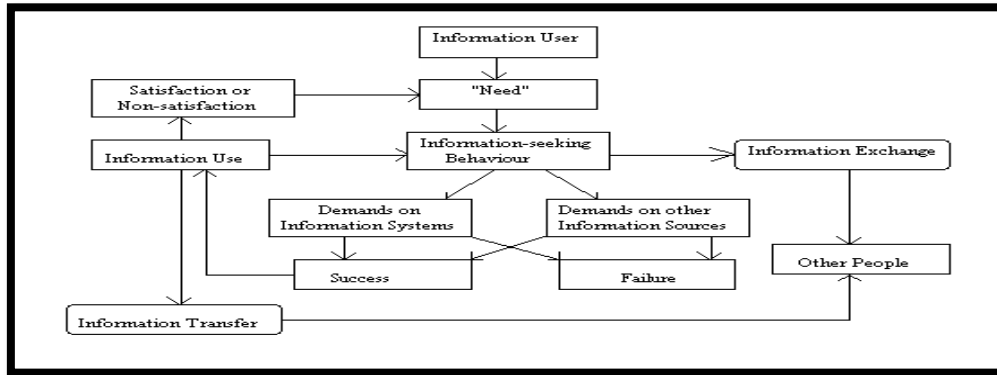 Information User
Satisfaction or
Non-satisfaction
"Need"
Information Use
Information-seeking
Behaviour
Information Exchange
Demands on
Information Systems
Demands on other
Information Sources
Success
Failure
Other People
Information Transfer